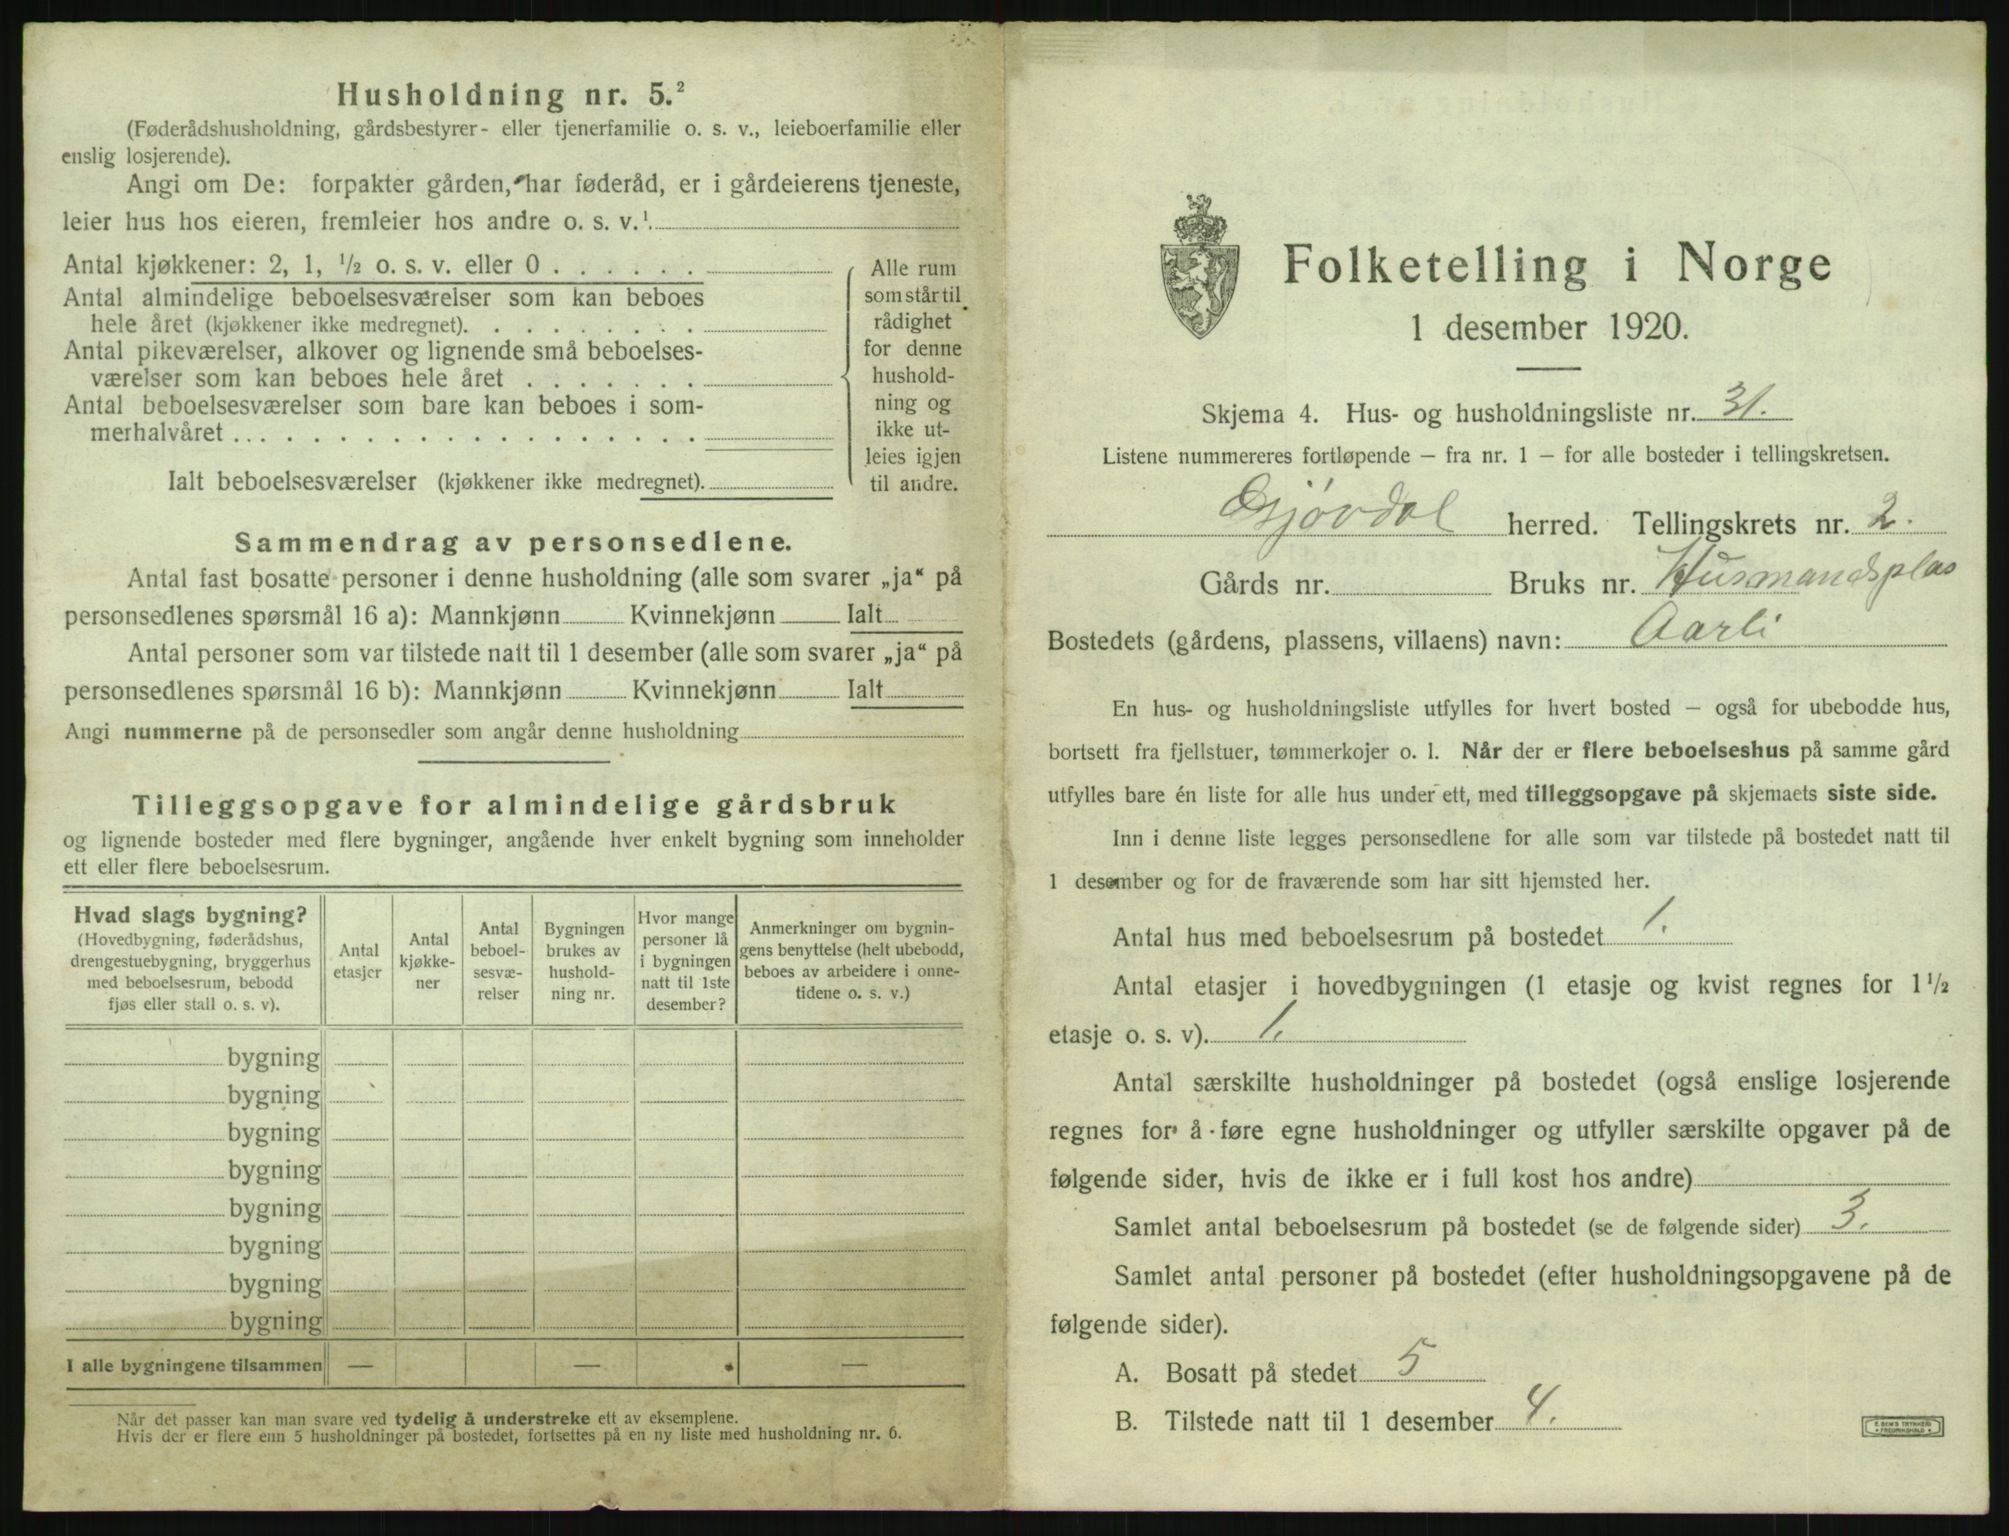 Husholdning nr. 5.²
(Føderådshusholdning, gårdsbestyrer- eller tjenerfamilie o. s. v., leieboerfamilie eller
enslig losjerende).
Angi om De: forpakter gården, har føderåd, er i gårdeierens tjeneste,
leier hus hos eieren, fremleier hos andre o. s. v.¹
Antal kjøkkener: 2, 1, ½ o. s. v. eller 0 . . . . . .
Antal almindelige beboelsesværelser som kan beboes
hele året (kjøkkener ikke medregnet). . . . . . . . .
Antal pikeværelser, alkover og lignende små beboelses-
værelser som kan beboes hele året . . . . . . .
Antal beboelsesværelser som bare kan beboes i som-
merhalvåret . . . . . . . . . . . . . . . . . .
Ialt beboelsesværelser (kjøkkener ikke medregnet).
Alle rum
som står til
rådighet
for denne
hushold-
ning og
ikke ut-
leies igjen
til andre.
Sammendrag av personsedlene.
Antal fast bosatte personer i denne husholdning (alle som svarer „ja“ på
personsedlenes spørsmål 16 a): Mannkjønn Kvinnekjønn Ialt
Antal personer som var tilstede natt til 1 desember (alle som svarer „ja“ på
personsedlenes spørsmål 16 b): Mannkjønn Kvinnekjønn Ialt
Angi nummerne på de personsedler som angår denne husholdning
Tilleggsopgave for almindelige gårdsbruk
og lignende bosteder med flere bygninger, angående hver enkelt bygning som inneholder
ett eller flere beboelsesrum.
Hvad slags bygning?
(Hovedbygning, føderådshus,
drengestuebygning, bryggerhus
med beboelsesrum, bebodd
fjøs eller stall o. s. v).
Antal
etasjer
Antal
kjøkke-
ner
Antal
beboel-
sesvæ-
relser
Bygningen
brukes av
hushold-
ning nr.
Hvor mange
personer lå
i bygningen
natt til 1ste
desember?
Anmerkninger om bygnin-
gens benyttelse (helt ubebodd,
beboes av arbeidere i onne-
tidene o. s. v.)
bygning
bygning
bygning
bygning
bygning
bygning
bygning
bygning
I alle bygningene tilsammen — — —
Når det passer kan man svare ved tydelig å understreke ett av eksemplene.
Hvis der er flere enn 5 husholdninger på bostedet, fortsettes på en ny liste med husholdning nr. 6.
Folketelling i Norge
1 desember 1920.
Skjema 4. Hus- og husholdningsliste nr. 31.
Listene nummereres fortløpende – fra nr. 1 – for alle bosteder i tellingskretsen.
Gjøvdal herred. Tellingskrets nr. 2.
Gårds nr. Bruks nr. Husmandsplas
Bostedets (gårdens, plassens, villaens) navn: Aarli
En hus- og husholdningsliste utfylles for hvert bosted – også for ubebodde hus,
bortsett fra fjellstuer, tømmerkojer o. l. Når der er flere beboelseshus på samme gård
utfylles bare én liste for alle hus under ett, med tilleggsopgave på skjemaets siste side.
Inn i denne liste legges personsedlene for alle som var tilstede på bostedet natt til
1 desember og for de fraværende som har sitt hjemsted her.
Antal hus med beboelsesrum på bostedet 1.
Antal etasjer i hovedbygningen (1 etasje og kvist regnes for 1½
etasje o. s. v). 1.
Antal særskilte husholdninger på bostedet (også enslige losjerende
regnes for å føre egne husholdninger og utfyller særskilte opgaver på de
følgende sider, hvis de ikke er i full kost hos andre)
Samlet antal beboelsesrum på bostedet (se de følgende sider) 3.
Samlet antal personer på bostedet (efter husholdningsopgavene på de
følgende sider).
A. Bosatt på stedet 5
B. Tilstede natt til 1 desember 4.